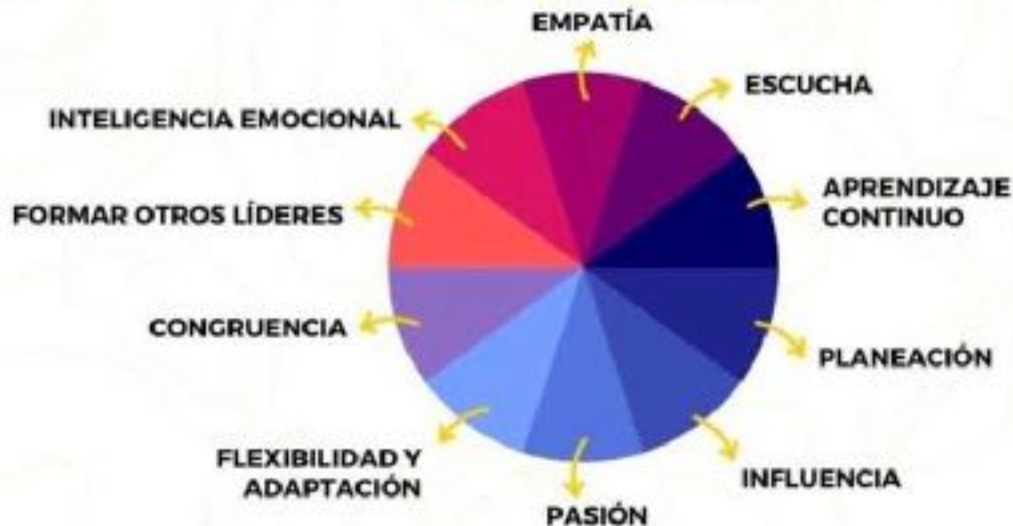 EMPATÍA
ESCUCHA
INTELIGENCIA EMOCIONAL
APRENDIZAJE
CONTINUO
FORMAR OTROS LÍDERES
CONGRUENCIA
PLANEACIÓN
FLEXIBILIDAD Y
ADAPTACIÓN
INFLUENCIA
PASIÓN